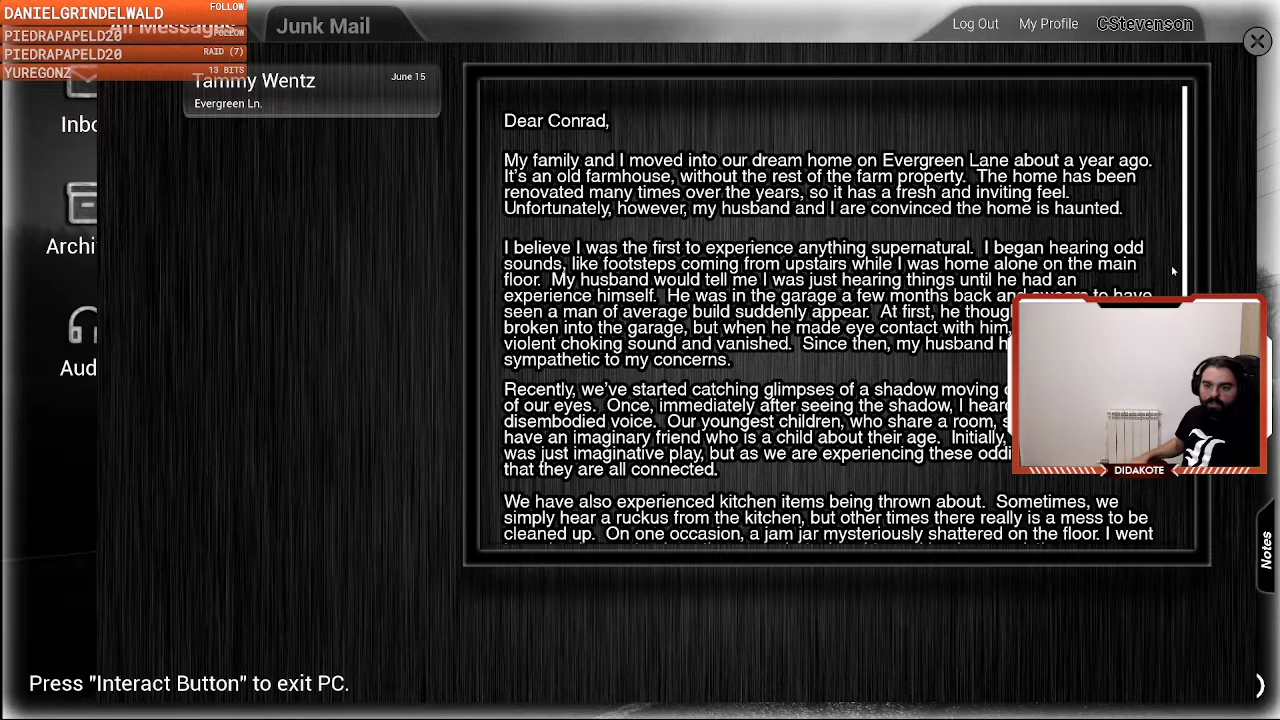 DANIELGRINDELWALD FOLLOW
PIEDRAPAPELD20 FOLLOW
PIEDRAPAPELD20 RAID (7)
YUREGONZ 13 BITS
All Messages
Junk Mail
Log Out
My Profile
CStevenson
Tammy Wentz
June 15
Evergreen Ln.
Inbo
Archi
Aud
Dear Conrad,
My family and I moved into our dream home on Evergreen Lane about a year ago.
It's an old farmhouse, without the rest of the farm property. The home has been
renovated many times over the years, so it has a fresh and inviting feel.
Unfortunately, however, my husband and I are convinced the home is haunted.
I believe I was the first to experience anything supernatural. I began hearing odd
sounds, like footsteps coming from upstairs while I was home alone on the main
floor. My husband would tell me I was just hearing things until he had an
experience himself. He was in the garage a few months back and swears to have
seen a man of average build suddenly appear. At first, he though
broken into the garage, but when he made eye contact with him,
violent choking sound and vanished. Since then, my husband h
sympathetic to my concerns.
Recently, we've started catching glimpses of a shadow moving
of our eyes. Once, immediately after seeing the shadow, I hear
disembodied voice. Our youngest children, who share a room, s
have an imaginary friend who is a child about their age. Initially,
was just imaginative play, but as we are experiencing these oddi
that they are all connected.
We have also experienced kitchen items being thrown about. Sometimes, we
simply hear a ruckus from the kitchen, but other times there really is a mess to be
cleaned up. On one occasion, a jam jar mysteriously shattered on the floor. I went
DIDAKOTE
Notes
Press "Interact Button" to exit PC.